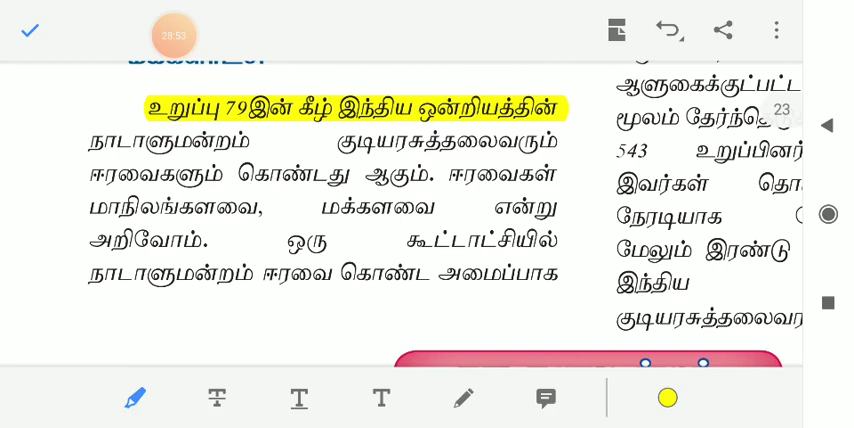 28:53
உறுப்பு 79இன் கீழ் இந்திய ஒன்றியத்தின்
நாடாளுமன்றம் குடியரசுத்தலைவரும்
ஈரவைகளும் கொண்டது ஆகும். ஈரவைகள்
மாநிலங்களவை, மக்களவை என்று
அறிவோம். ஒரு கூட்டாட்சியில்
நாடாளுமன்றம் ஈரவை கொண்ட அமைப்பாக
ஆளுகைக்குட்பட்ட
23
மூலம்
543 உறுப்பின
இவர்கள்
நேரடியாக
மேலும் இரண்டு
இந்திய
குடியரசுத்தலைவ